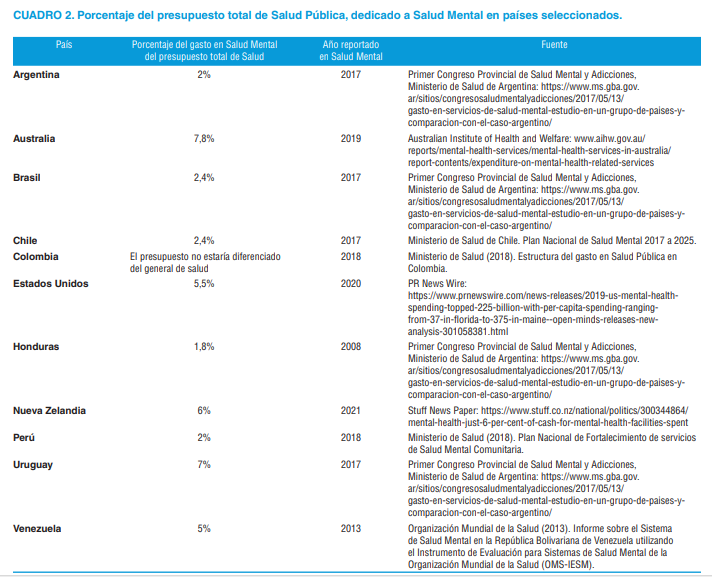 CUADRO 2. Porcentaje del presupuesto total de Salud Pública, dedicado a Salud Mental en países seleccionados.
País Porcentaje del gasto en Salud Mental Año reportado Fuente
del presupuesto total de Salud en Salud Mental
Argentina 2% 2017 Primer Congreso Provincial de Salud Mental y Adicciones,
Ministerio de Salud de Argentina: https://www.ms.gba.gov.
ar/sitios/congresosaludmentalyadicciones/2017/05/13/
gasto-en-servicios-de-salud-mental-estudio-en-un-grupo-de-paises-y-
comparacion-con-el-caso-argentino/
Australia 7,8% 2019 Australian Institute of Health and Welfare: www.aihw.gov.au/
reports/mental-health-services/mental-health-services-in-australia/
report-contents/expenditure-on-mental-health-related-services
Brasil 2,4% 2017 Primer Congreso Provincial de Salud Mental y Adicciones,
Ministerio de Salud de Argentina: https://www.ms.gba.gov.
ar/sitios/congresosaludmentalyadicciones/2017/05/13/
gasto-en-servicios-de-salud-mental-estudio-en-un-grupo-de-paises-y-
comparacion-con-el-caso-argentino/
Chile 2,4% 2017 Ministerio de Salud de Chile. Plan Nacional de Salud Mental 2017 a 2025.
Colombia El presupuesto no estaría diferenciado 2018 Ministerio de Salud (2018). Estructura del gasto en Salud Pública en
del general de salud Colombia.
Estados Unidos 5,5% 2020 PR News Wire:
https://www.prnewswire.com/news-releases/2019-us-mental-health-
spending-topped-225-billion-with-per-capita-spending-ranging-
from-37-in-florida-to-375-in-maine--open-minds-releases-new-
analysis-301058381.html
Honduras 1,8% 2008 Primer Congreso Provincial de Salud Mental y Adicciones,
Ministerio de Salud de Argentina: https://www.ms.gba.gov.
ar/sitios/congresosaludmentalyadicciones/2017/05/13/
gasto-en-servicios-de-salud-mental-estudio-en-un-grupo-de-paises-y-
comparacion-con-el-caso-argentino/
Nueva Zelandia 6% 2021 Stuff News Paper: https://www.stuff.co.nz/national/politics/300344864/
mental-health-just-6-per-cent-of-cash-for-mental-health-facilities-spent
Perú 2% 2018 Ministerio de Salud (2018). Plan Nacional de Fortalecimiento de servicios
de Salud Mental Comunitaria.
Uruguay 7% 2017 Primer Congreso Provincial de Salud Mental y Adicciones,
Ministerio de Salud de Argentina: https://www.ms.gba.gov.
ar/sitios/congresosaludmentalyadicciones/2017/05/13/
gasto-en-servicios-de-salud-mental-estudio-en-un-grupo-de-paises-y-
comparacion-con-el-caso-argentino/
Venezuela 5% 2013 Organización Mundial de la Salud (2013). Informe sobre el Sistema
de Salud Mental en la República Bolivariana de Venezuela utilizando
el Instrumento de Evaluación para Sistemas de Salud Mental de la
Organización Mundial de la Salud (OMS-IESM).